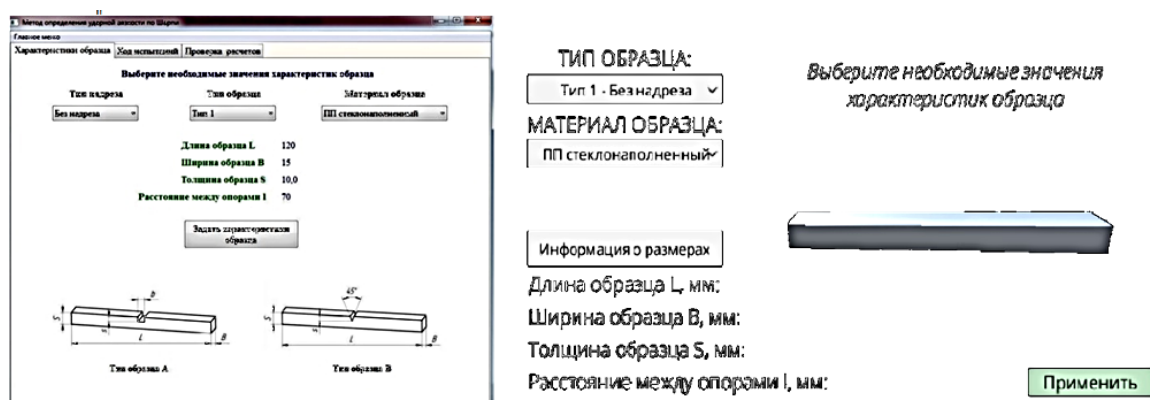 Метод определения ударной вязкости по Шарпи
Главное меню
Характеристики образца Ход испытаний Проверка расчетов
Выберите необходимые значения характеристик образца
Тип надреза Тип образца Материал образца
Без надреза Тип 1 ПП стеклонаполненный
Длина образца L 120
Ширина образца B 15
Толщина образца S 10,0
Расстояние между опорами l 70
Задать характеристики
образца
b
S
L
B
Тип образца А
45°
S
L
B
Тип образца В
ТИП ОБРАЗЦА:
Тип 1 - Без надреза
МАТЕРИАЛ ОБРАЗЦА:
ПП стеклонаполненный
Информация о размерах
Длина образца L, мм:
Ширина образца B, мм:
Толщина образца S, мм:
Расстояние между опорами l, мм:
Выберите необходимые значения
характеристик образца
Применить